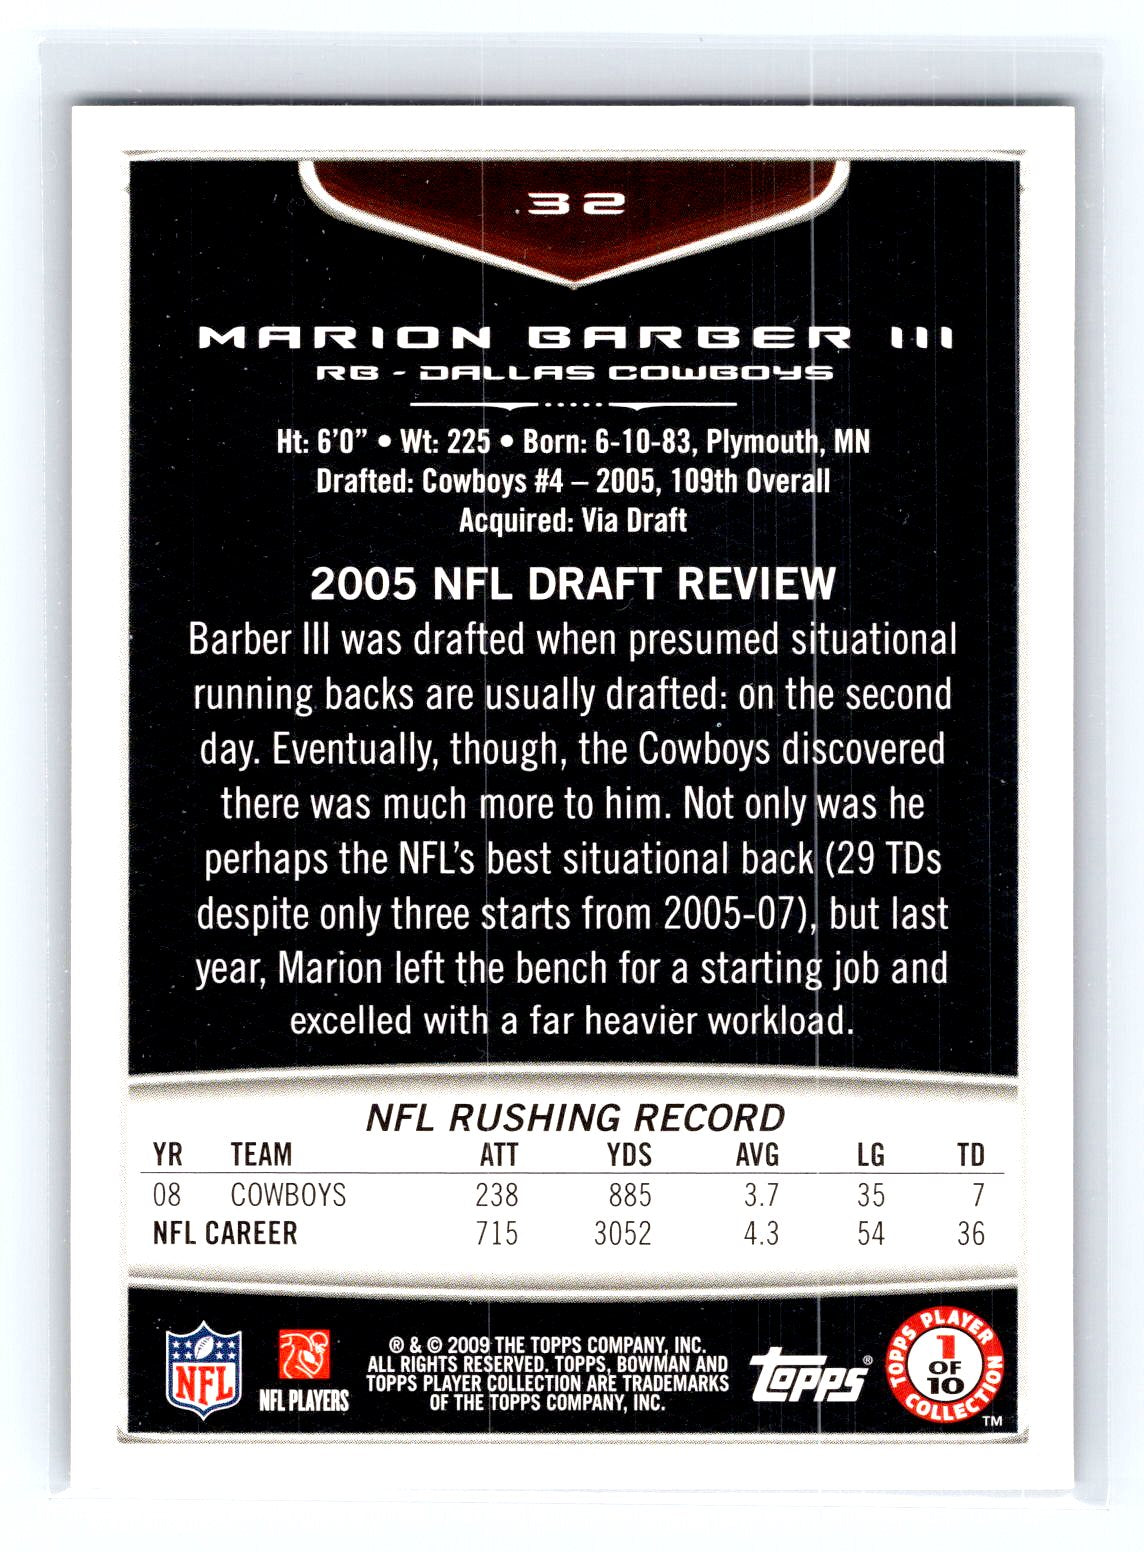 32
MARION BARBER III
RB - DALLAS COWBOYS
Ht: 6'0” • Wt: 225 • Born: 6-10-83, Plymouth, MN
Drafted: Cowboys #4 – 2005, 109th Overall
Acquired: Via Draft
2005 NFL DRAFT REVIEW
Barber III was drafted when presumed situational
running backs are usually drafted: on the second
day. Eventually, though, the Cowboys discovered
there was much more to him. Not only was he
perhaps the NFL's best situational back (29 TDs
despite only three starts from 2005-07), but last
year, Marion left the bench for a starting job and
excelled with a far heavier workload.
NFL RUSHING RECORD
YR TEAM ATT YDS AVG LG TD
08 COWBOYS 238 885 3.7 35 7
NFL CAREER 715 3052 4.3 54 36
NFL
NFL PLAYERS
® & © 2009 THE TOPPS COMPANY, INC.
ALL RIGHTS RESERVED. TOPPS, BOWMAN AND
TOPPS PLAYER COLLECTION ARE TRADEMARKS
OF THE TOPPS COMPANY, INC.
Topps®
TOPPS PLAYER COLLECTION
1
OF
10
TM